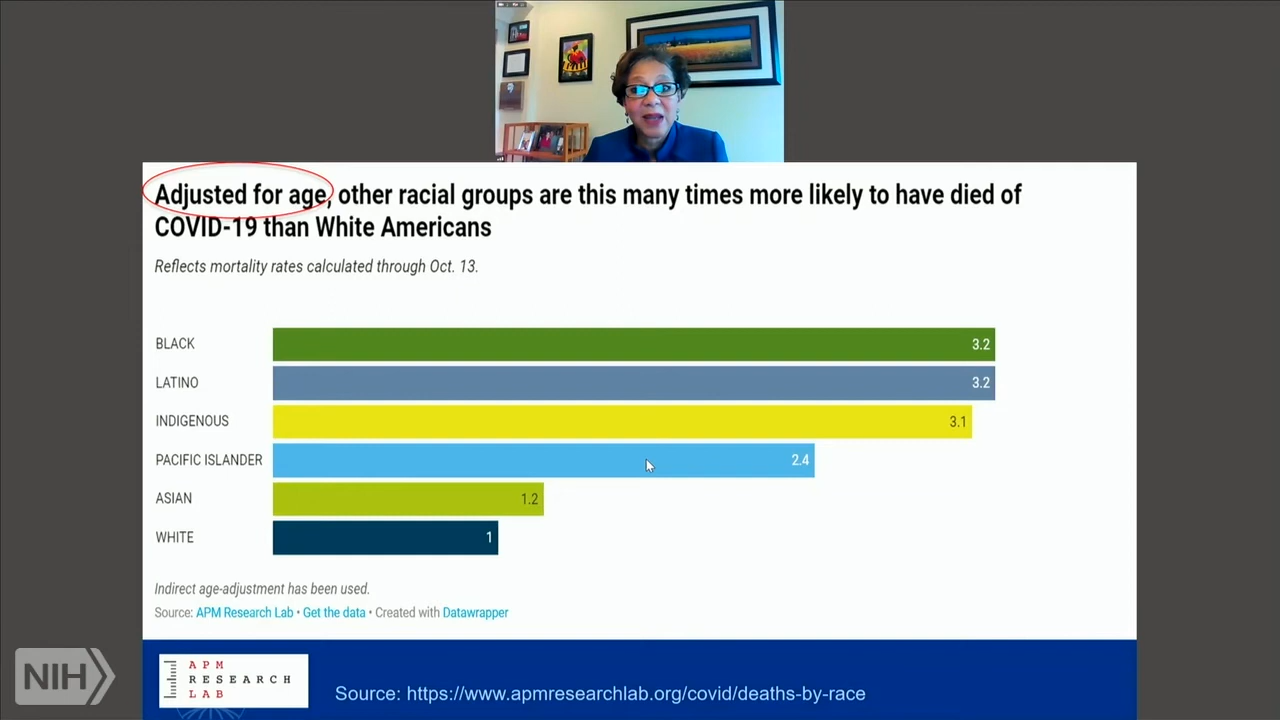 Adjusted for age, other racial groups are this many times more likely to have died of
COVID-19 than White Americans
Reflects mortality rates calculated through Oct. 13.
BLACK 3.2
LATINO 3.2
INDIGENOUS 3.1
PACIFIC ISLANDER 2.4
ASIAN 1.2
WHITE 1
Indirect age-adjustment has been used.
Source: APM Research Lab • Get the data • Created with Datawrapper
NIH
APM
RESEARCH
LAB
Source: https://www.apmresearchlab.org/covid/deaths-by-race